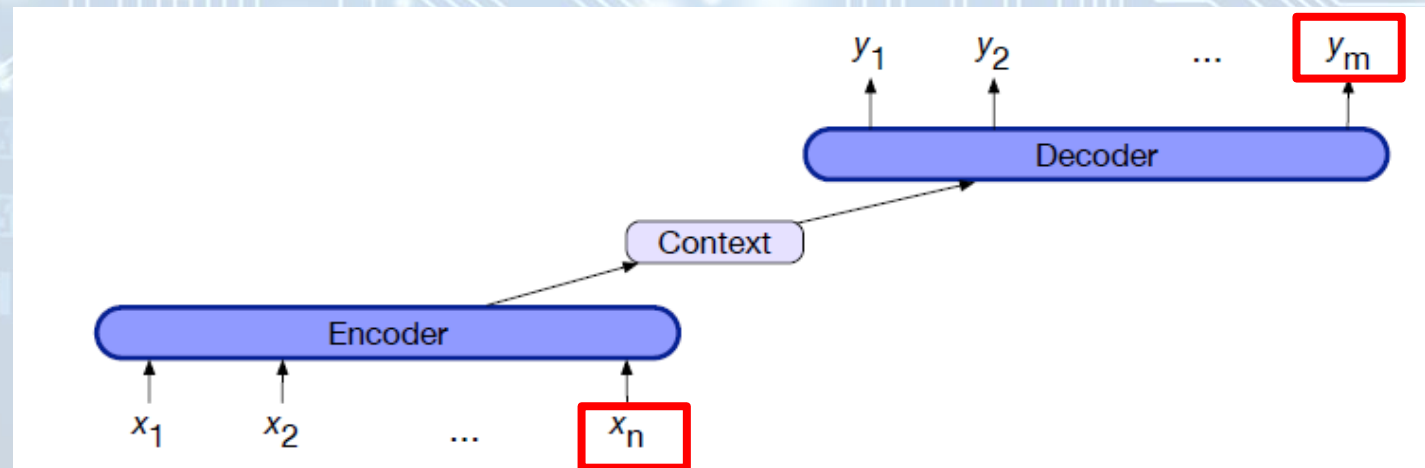 y1 y2 ... ym
Decoder
Context
Encoder
x1 x2 ... xn